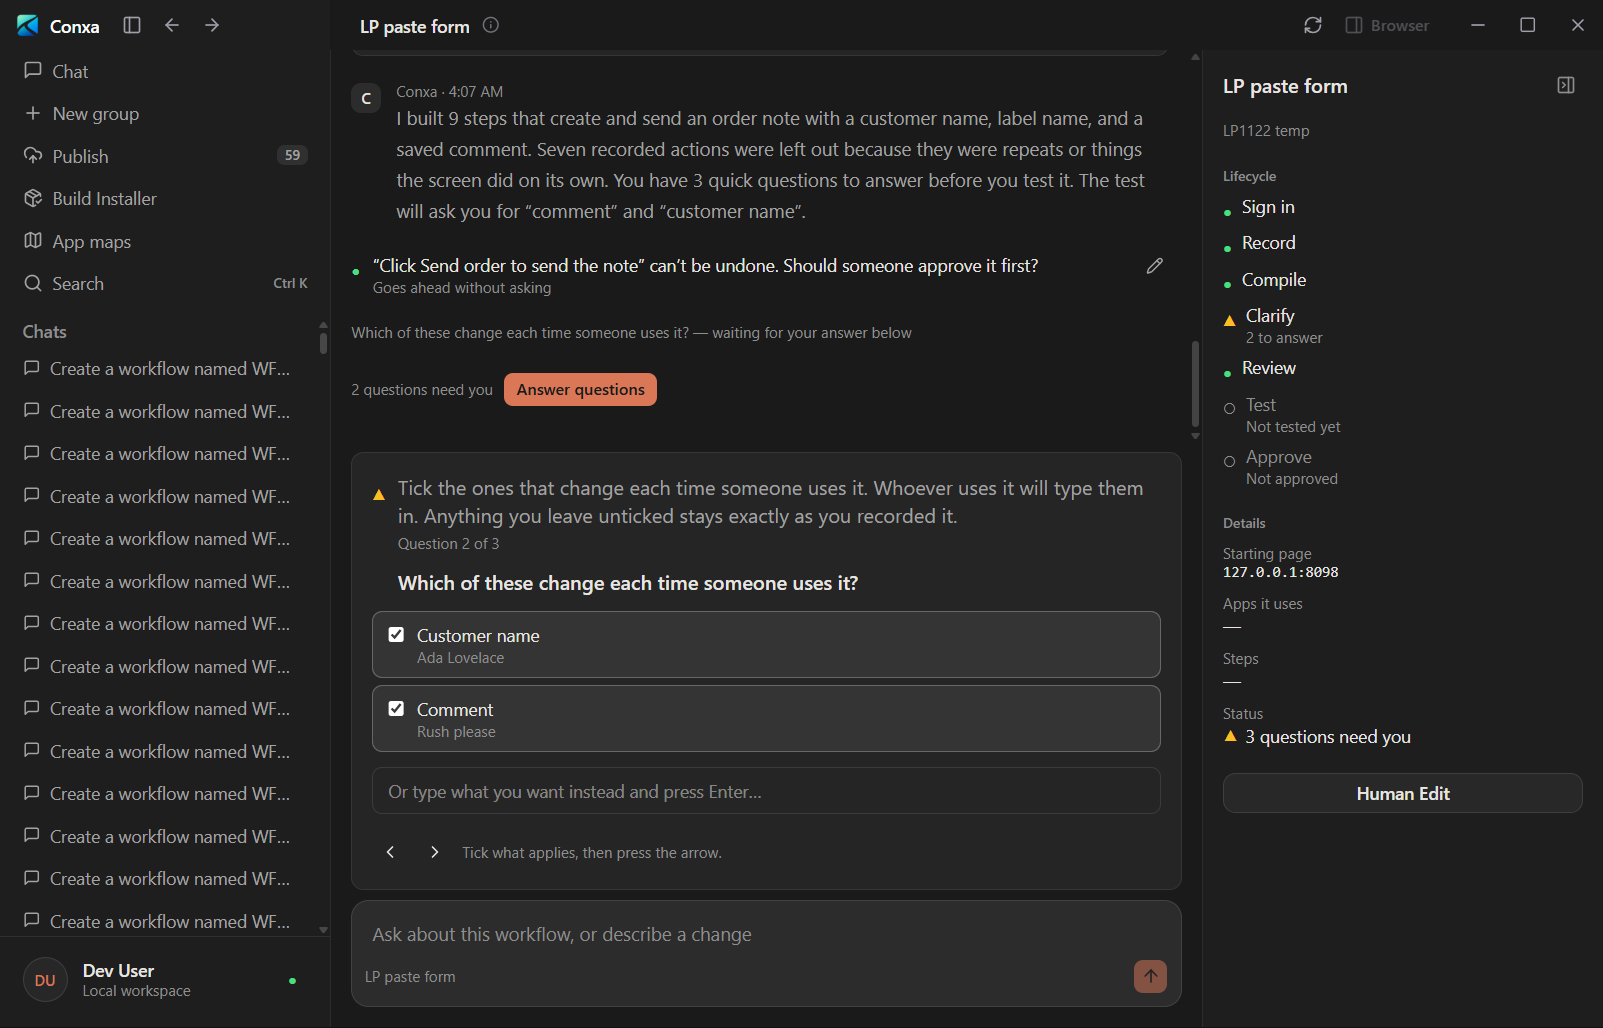 Conxa
Chat
New group
Publish 59
Build Installer
App maps
Search Ctrl K
Chats
Create a workflow named WF...
Create a workflow named WF...
Create a workflow named WF...
Create a workflow named WF...
Create a workflow named WF...
Create a workflow named WF...
Create a workflow named WF...
Create a workflow named WF...
Create a workflow named WF...
Create a workflow named WF...
Create a workflow named WF...
Create a workflow named WF...
Create a workflow named WF...
Create a workflow named WF...
DU
Dev User
Local workspace
LP paste form
Browser
C
Conxa · 4:07 AM
I built 9 steps that create and send an order note with a customer name, label name, and a
saved comment. Seven recorded actions were left out because they were repeats or things
the screen did on its own. You have 3 quick questions to answer before you test it. The test
will ask you for “comment” and “customer name”.
“Click Send order to send the note” can’t be undone. Should someone approve it first?
Goes ahead without asking
Which of these change each time someone uses it? — waiting for your answer below
2 questions need you Answer questions
Tick the ones that change each time someone uses it. Whoever uses it will type them
in. Anything you leave unticked stays exactly as you recorded it.
Question 2 of 3
Which of these change each time someone uses it?
Customer name
Ada Lovelace
Comment
Rush please
Or type what you want instead and press Enter...
Tick what applies, then press the arrow.
Ask about this workflow, or describe a change
LP paste form
LP paste form
LP1122 temp
Lifecycle
Sign in
Record
Compile
Clarify
2 to answer
Review
Test
Not tested yet
Approve
Not approved
Details
Starting page
127.0.0.1:8098
Apps it uses
—
Steps
—
Status
3 questions need you
Human Edit